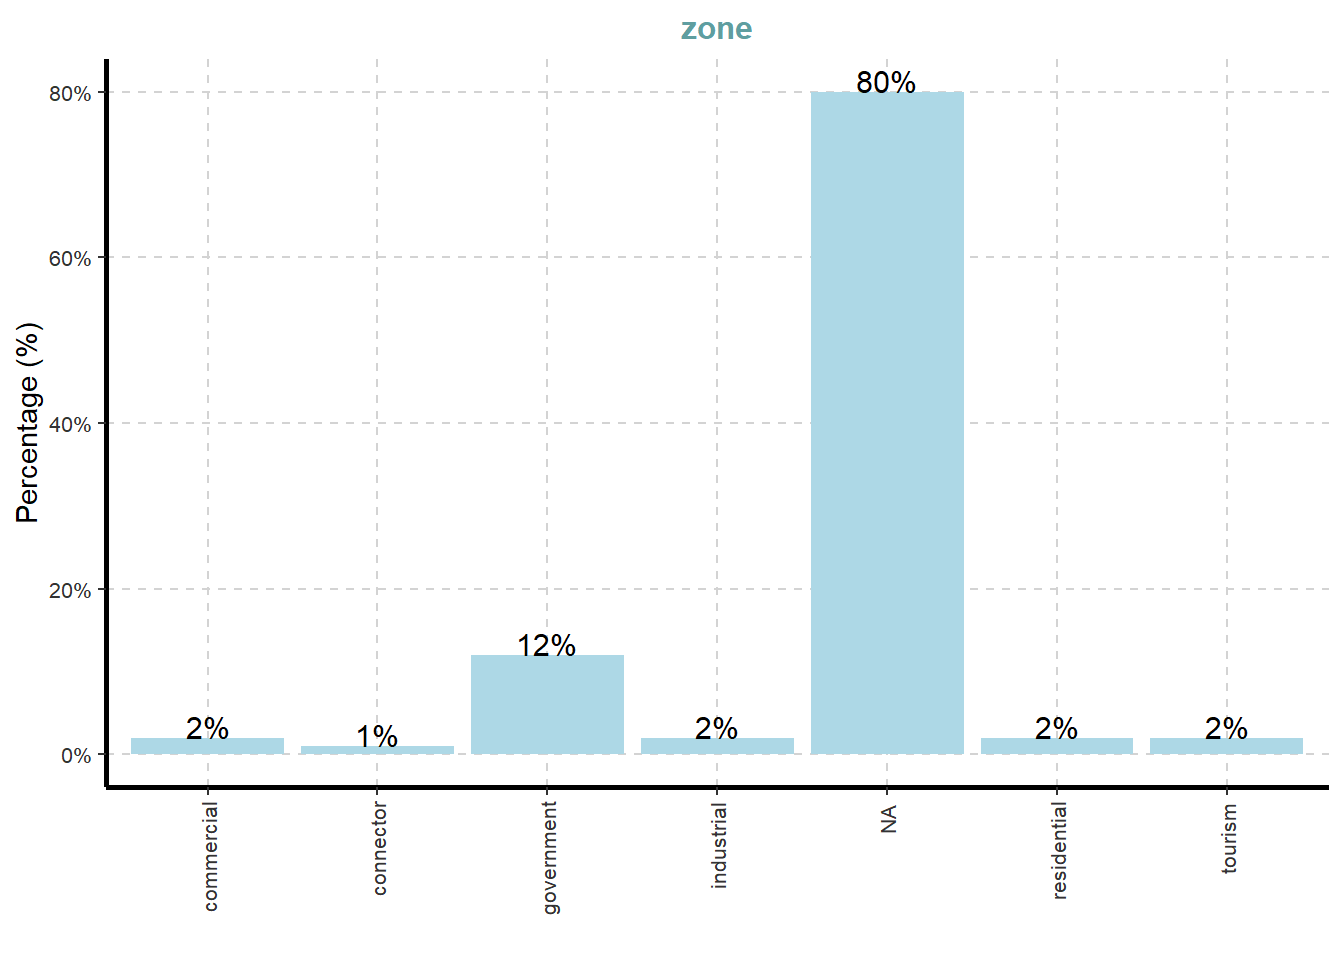 zone
Percentage (%)
80%
60%
40%
20%
0%
2%
1%
12%
2%
80%
2%
2%
commercial
connector
government
industrial
NA
residential
tourism